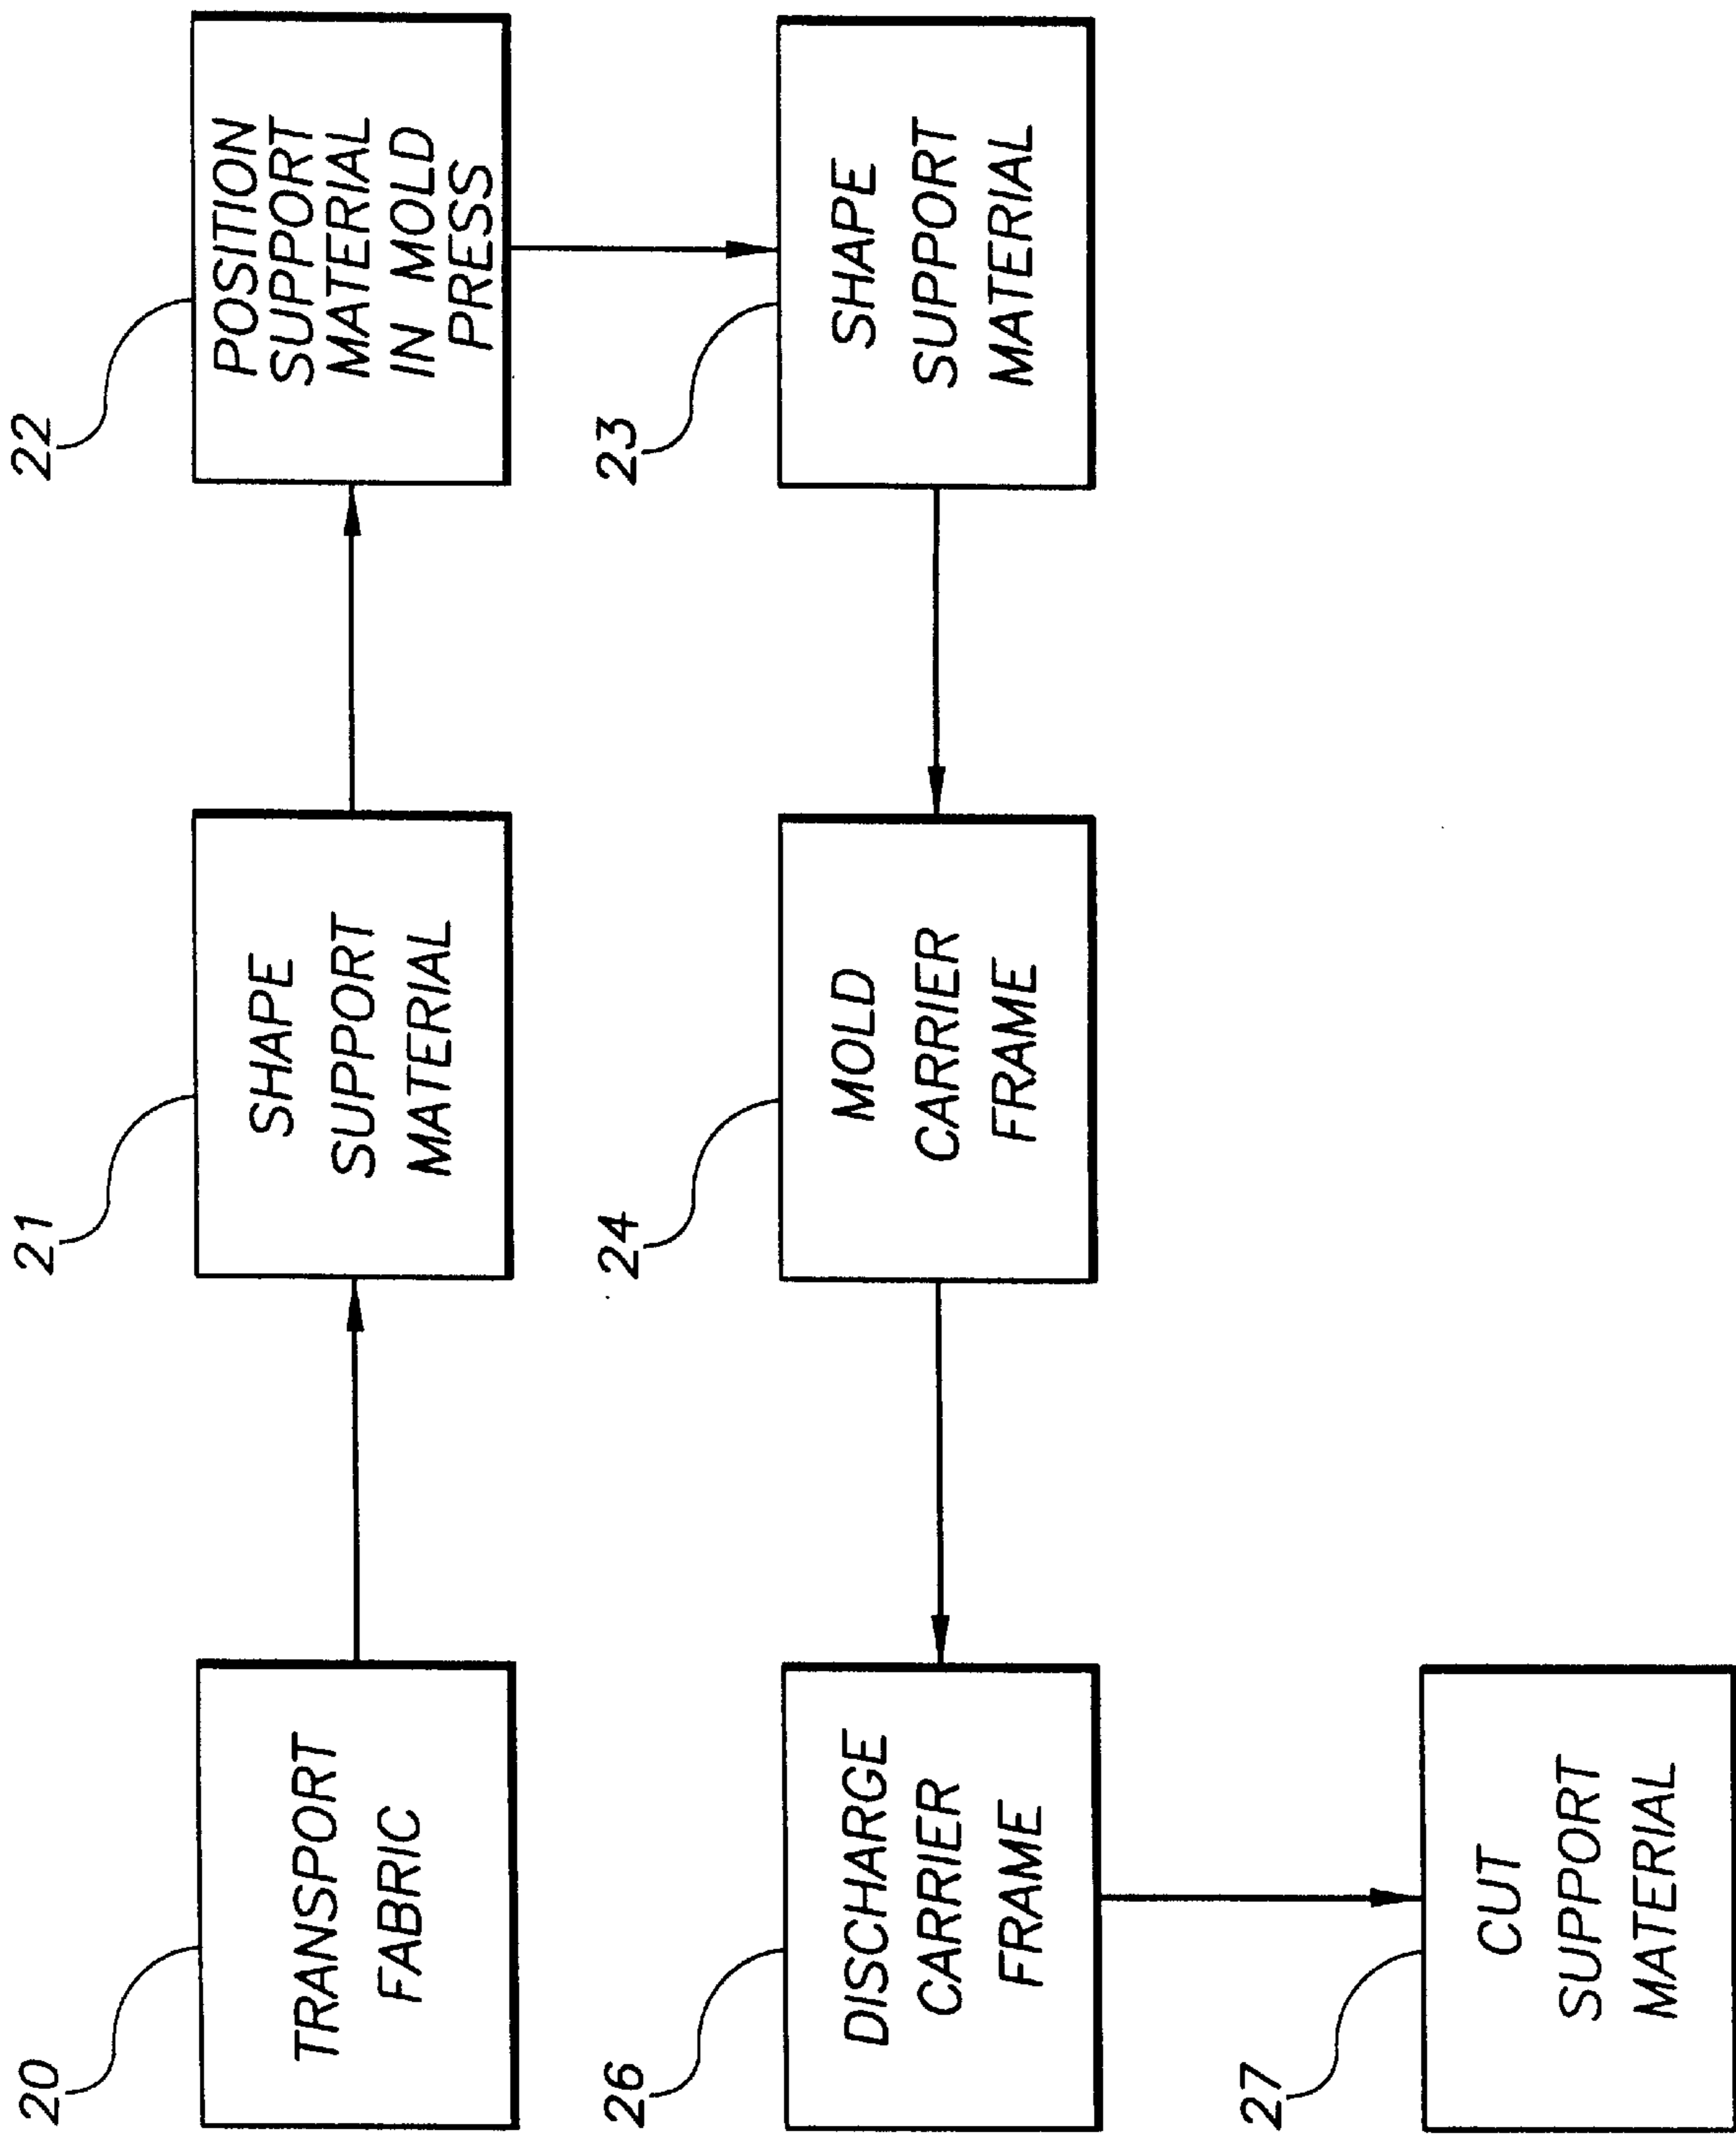 20
TRANSPORT
FABRIC
21
SHAPE
SUPPORT
MATERIAL
22
POSITION
SUPPORT
MATERIAL
IN MOLD
PRESS
23
SHAPE
SUPPORT
MATERIAL
24
MOLD
CARRIER
FRAME
26
DISCHARGE
CARRIER
FRAME
27
CUT
SUPPORT
MATERIAL